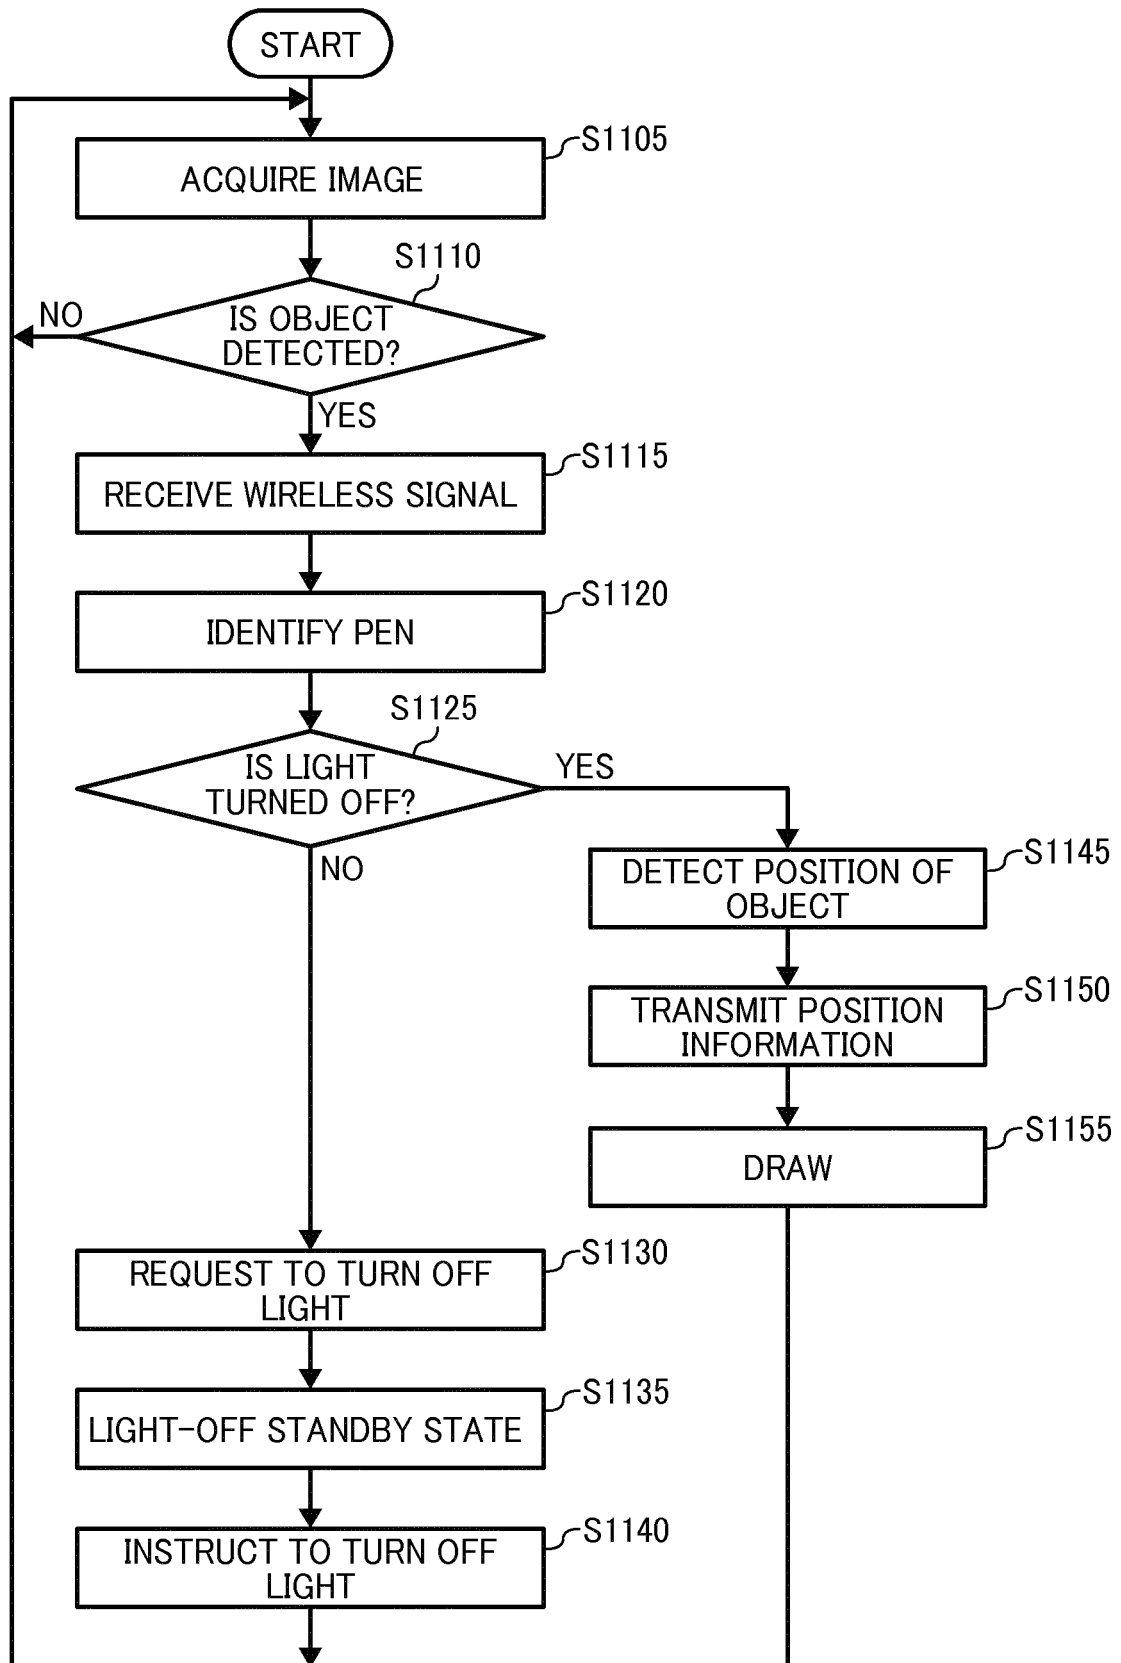 START
S1105
ACQUIRE IMAGE
S1110
NO
IS OBJECT
DETECTED?
YES
S1115
RECEIVE WIRELESS SIGNAL
S1120
IDENTIFY PEN
S1125
IS LIGHT
TURNED OFF?
YES
NO
S1145
DETECT POSITION OF
OBJECT
S1150
TRANSMIT POSITION
INFORMATION
S1155
DRAW
S1130
REQUEST TO TURN OFF
LIGHT
S1135
LIGHT-OFF STANDBY STATE
S1140
INSTRUCT TO TURN OFF
LIGHT